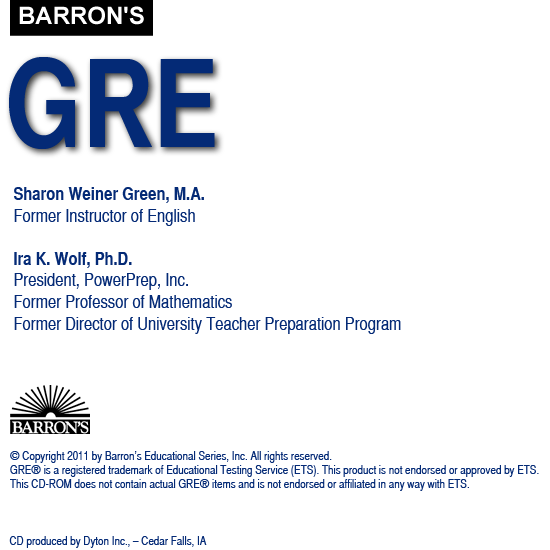 BARRON'S
GRE
Sharon Weiner Green, M.A.
Former Instructor of English
Ira K. Wolf, Ph.D.
President, PowerPrep, Inc.
Former Professor of Mathematics
Former Director of University Teacher Preparation Program
BARRON'S
© Copyright 2011 by Barron's Educational Series, Inc. All rights reserved.
GRE® is a registered trademark of Educational Testing Service (ETS). This product is not endorsed or approved by ETS.
This CD-ROM does not contain actual GRE® items and is not endorsed or affiliated in any way with ETS.
CD produced by Dyton Inc., – Cedar Falls, IA